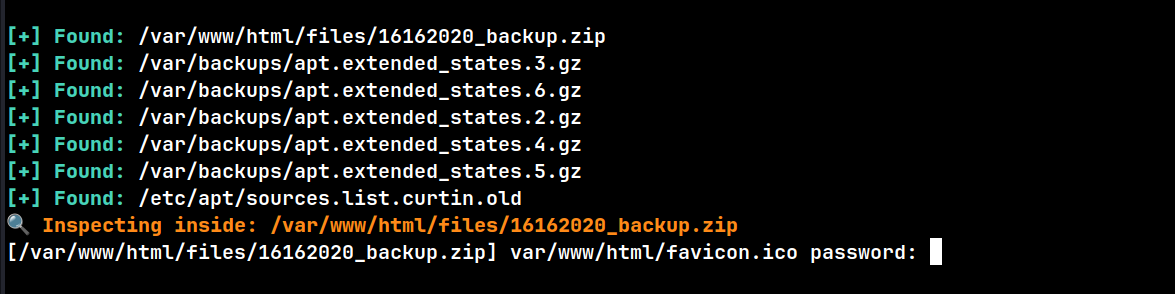 [+] Found: /var/www/html/files/16162020_backup.zip
[+] Found: /var/backups/apt.extended_states.3.gz
[+] Found: /var/backups/apt.extended_states.6.gz
[+] Found: /var/backups/apt.extended_states.2.gz
[+] Found: /var/backups/apt.extended_states.4.gz
[+] Found: /var/backups/apt.extended_states.5.gz
[+] Found: /etc/apt/sources.list.curtin.old
🔍 Inspecting inside: /var/www/html/files/16162020_backup.zip
[/var/www/html/files/16162020_backup.zip] var/www/html/favicon.ico password: